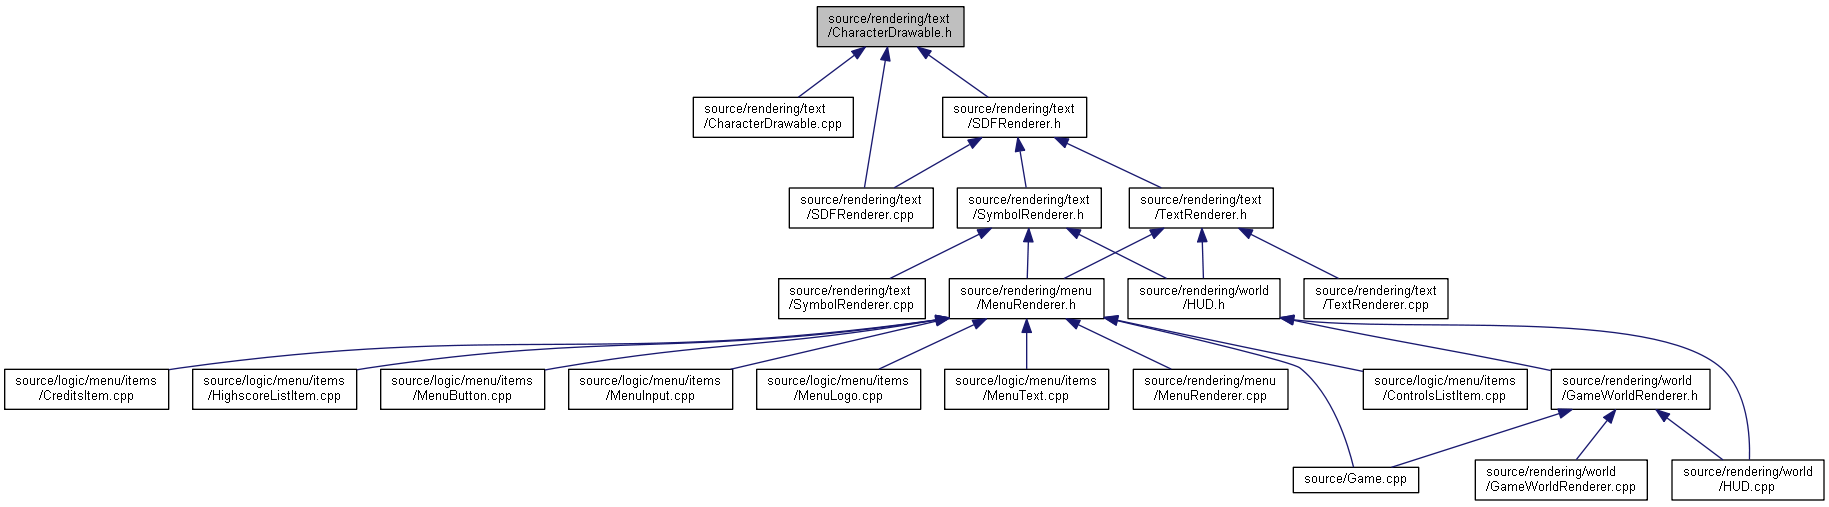 source/rendering/text
/CharacterDrawable.h
source/rendering/text
/CharacterDrawable.cpp
source/rendering/text
/SDFRenderer.h
source/rendering/text
/SDFRenderer.cpp
source/rendering/text
/SymbolRenderer.h
source/rendering/text
/TextRenderer.h
source/rendering/text
/SymbolRenderer.cpp
source/rendering/menu
/MenuRenderer.h
source/rendering/world
/HUD.h
source/rendering/text
/TextRenderer.cpp
source/logic/menu/items
/CreditsItem.cpp
source/logic/menu/items
/HighscoreListItem.cpp
source/logic/menu/items
/MenuButton.cpp
source/logic/menu/items
/MenuInput.cpp
source/logic/menu/items
/MenuLogo.cpp
source/logic/menu/items
/MenuText.cpp
source/rendering/menu
/MenuRenderer.cpp
source/logic/menu/items
/ControlsListItem.cpp
source/rendering/world
/GameWorldRenderer.h
source/Game.cpp
source/rendering/world
/GameWorldRenderer.cpp
source/rendering/world
/HUD.cpp